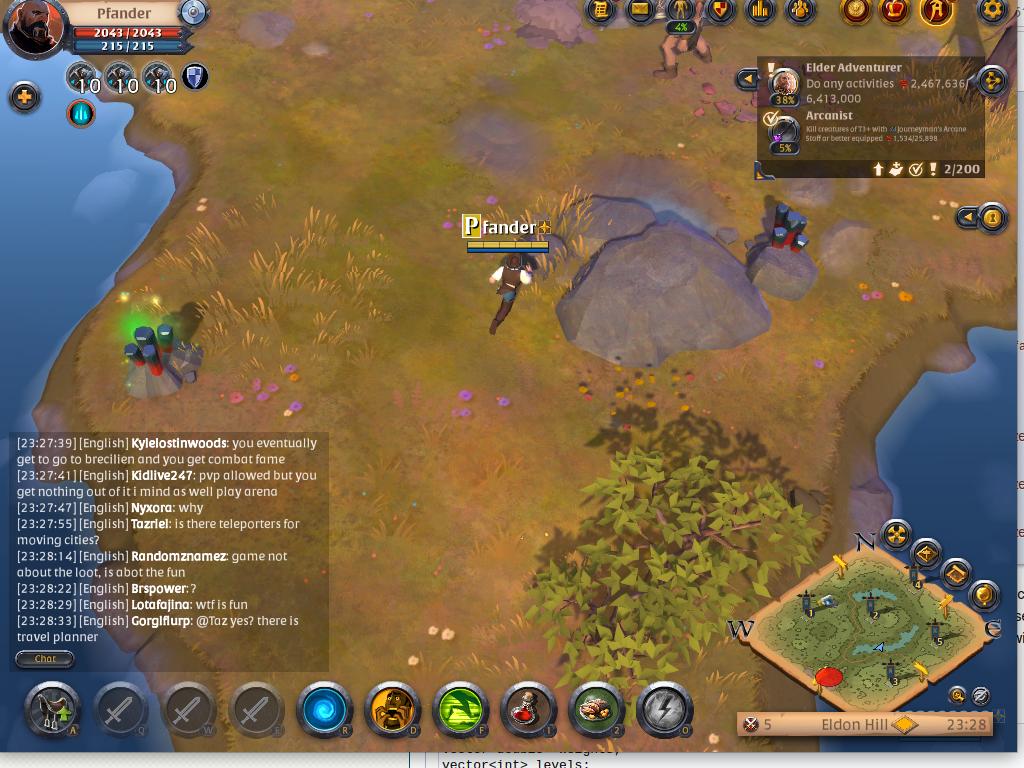 Pfander
2043/2043
215/215
10 10 10
4%
Elder Adventurer
Do any activities 2,467,636/
6,413,000
38%
Arcanist
Kill creatures of T3+ with Journeyman's Arcane
Staff or better equipped 1,534/25,898
5%
2/200
1
Pfander
[23:27:39] [English] Kylelostinwoods: you eventually
get to go to brecilien and you get combat fame
[23:27:41] [English] Kidlive247: pvp allowed but you
get nothing out of it i mind as well play arena
[23:27:47] [English] Nyxora: why
[23:27:55] [English] Tazriel: is there teleporters for
moving cities?
[23:28:14] [English] Randomznamez: game not
about the loot, is abot the fun
[23:28:22] [English] Brspower: ?
[23:28:29] [English] Lotafajina: wtf is fun
[23:28:33] [English] Gorglflurp: @Taz yes? there is
travel planner
Chat
A Q W E R D F 1 2 O
N
W
E
1
2
3
4
5
5 Eldon Hill 23:28
vector<int> levels;